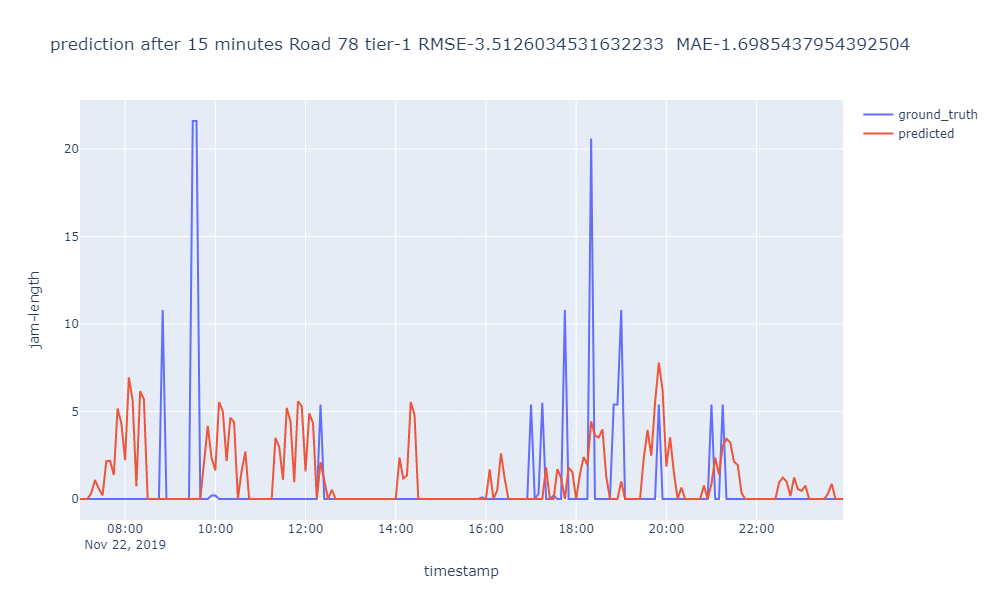 prediction after 15 minutes Road 78 tier-1 RMSE-3.5126034531632233  MAE-1.6985437954392504
ground_truth
predicted
20
15
10
5
0
jam-length
08:00 10:00 12:00 14:00 16:00 18:00 20:00 22:00
Nov 22, 2019
timestamp